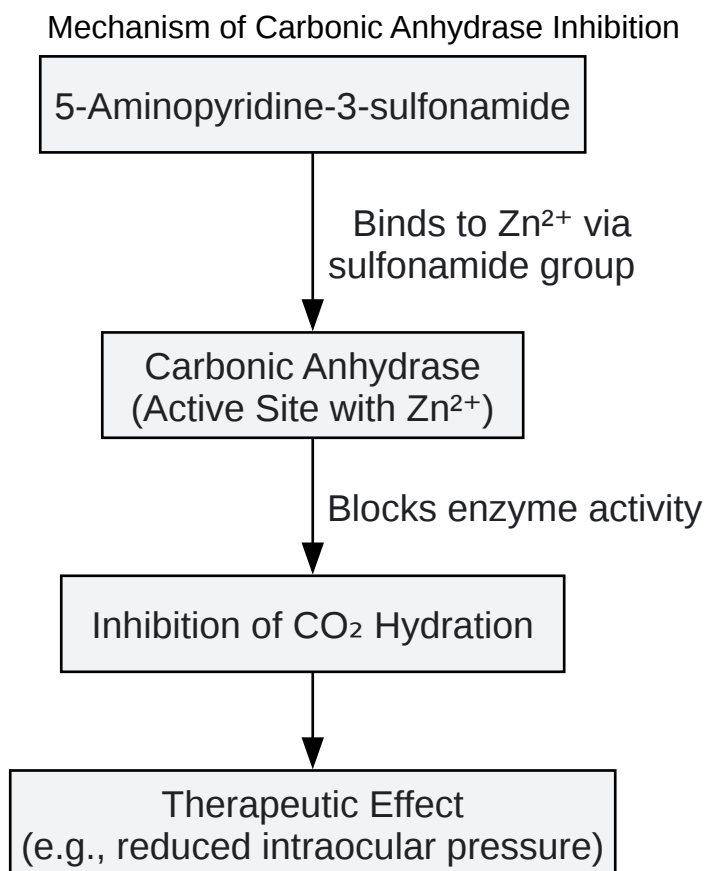 Mechanism of Carbonic Anhydrase Inhibition
5-Aminopyridine-3-sulfonamide
Binds to Zn²⁺ via
sulfonamide group
Carbonic Anhydrase
(Active Site with Zn²⁺)
Blocks enzyme activity
Inhibition of CO₂ Hydration
Therapeutic Effect
(e.g., reduced intraocular pressure)